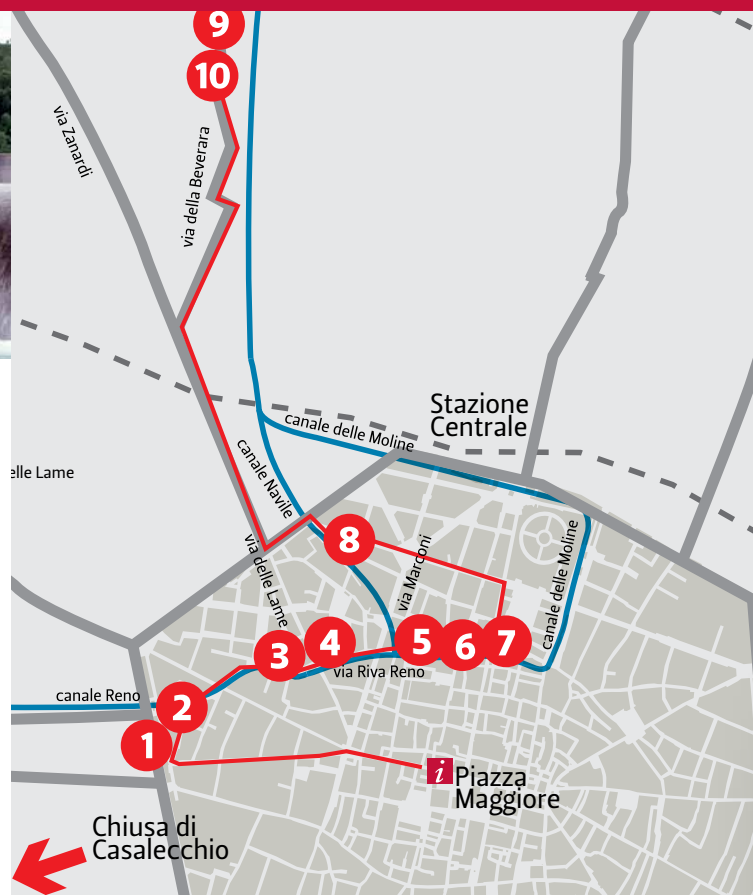 9
10
via Zanardi
via della Beverara
Stazione
Centrale
canale delle Moline
elle Lame
canale Navile
8
via delle Lame
via Marconi
canale delle Moline
3
4
5
6
7
via Riva Reno
canale Reno
2
1
i
Piazza
Maggiore
Chiusa di
Casalecchio